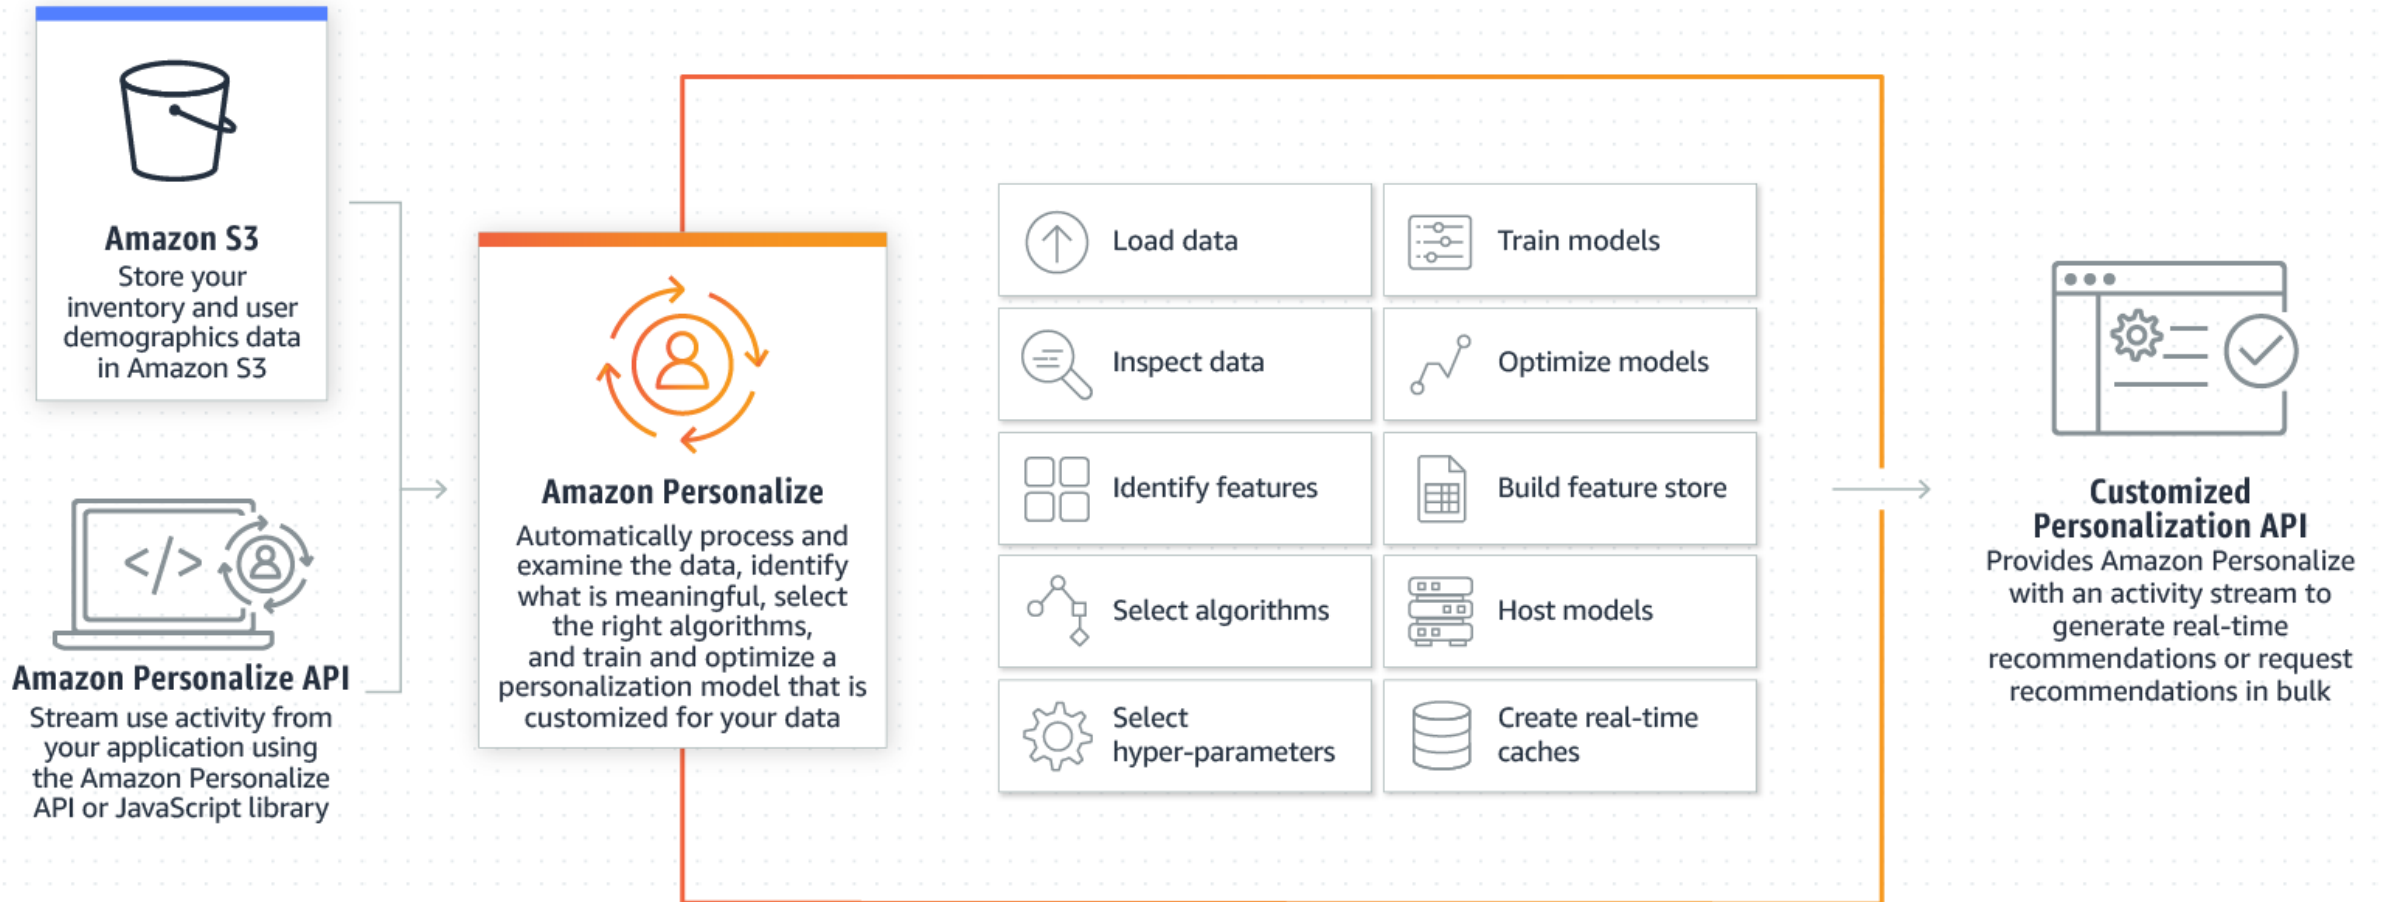 Amazon S3
Store your
inventory and user
demographics data
in Amazon S3
</>
Amazon Personalize API
Stream use activity from
your application using
the Amazon Personalize
API or JavaScript library
Amazon Personalize
Automatically process and
examine the data, identify
what is meaningful, select
the right algorithms,
and train and optimize a
personalization model that is
customized for your data
Load data
Train models
Inspect data
Optimize models
Identify features
Build feature store
Select algorithms
Host models
Select
hyper-parameters
Create real-time
caches
Customized
Personalization API
Provides Amazon Personalize
with an activity stream to
generate real-time
recommendations or request
recommendations in bulk